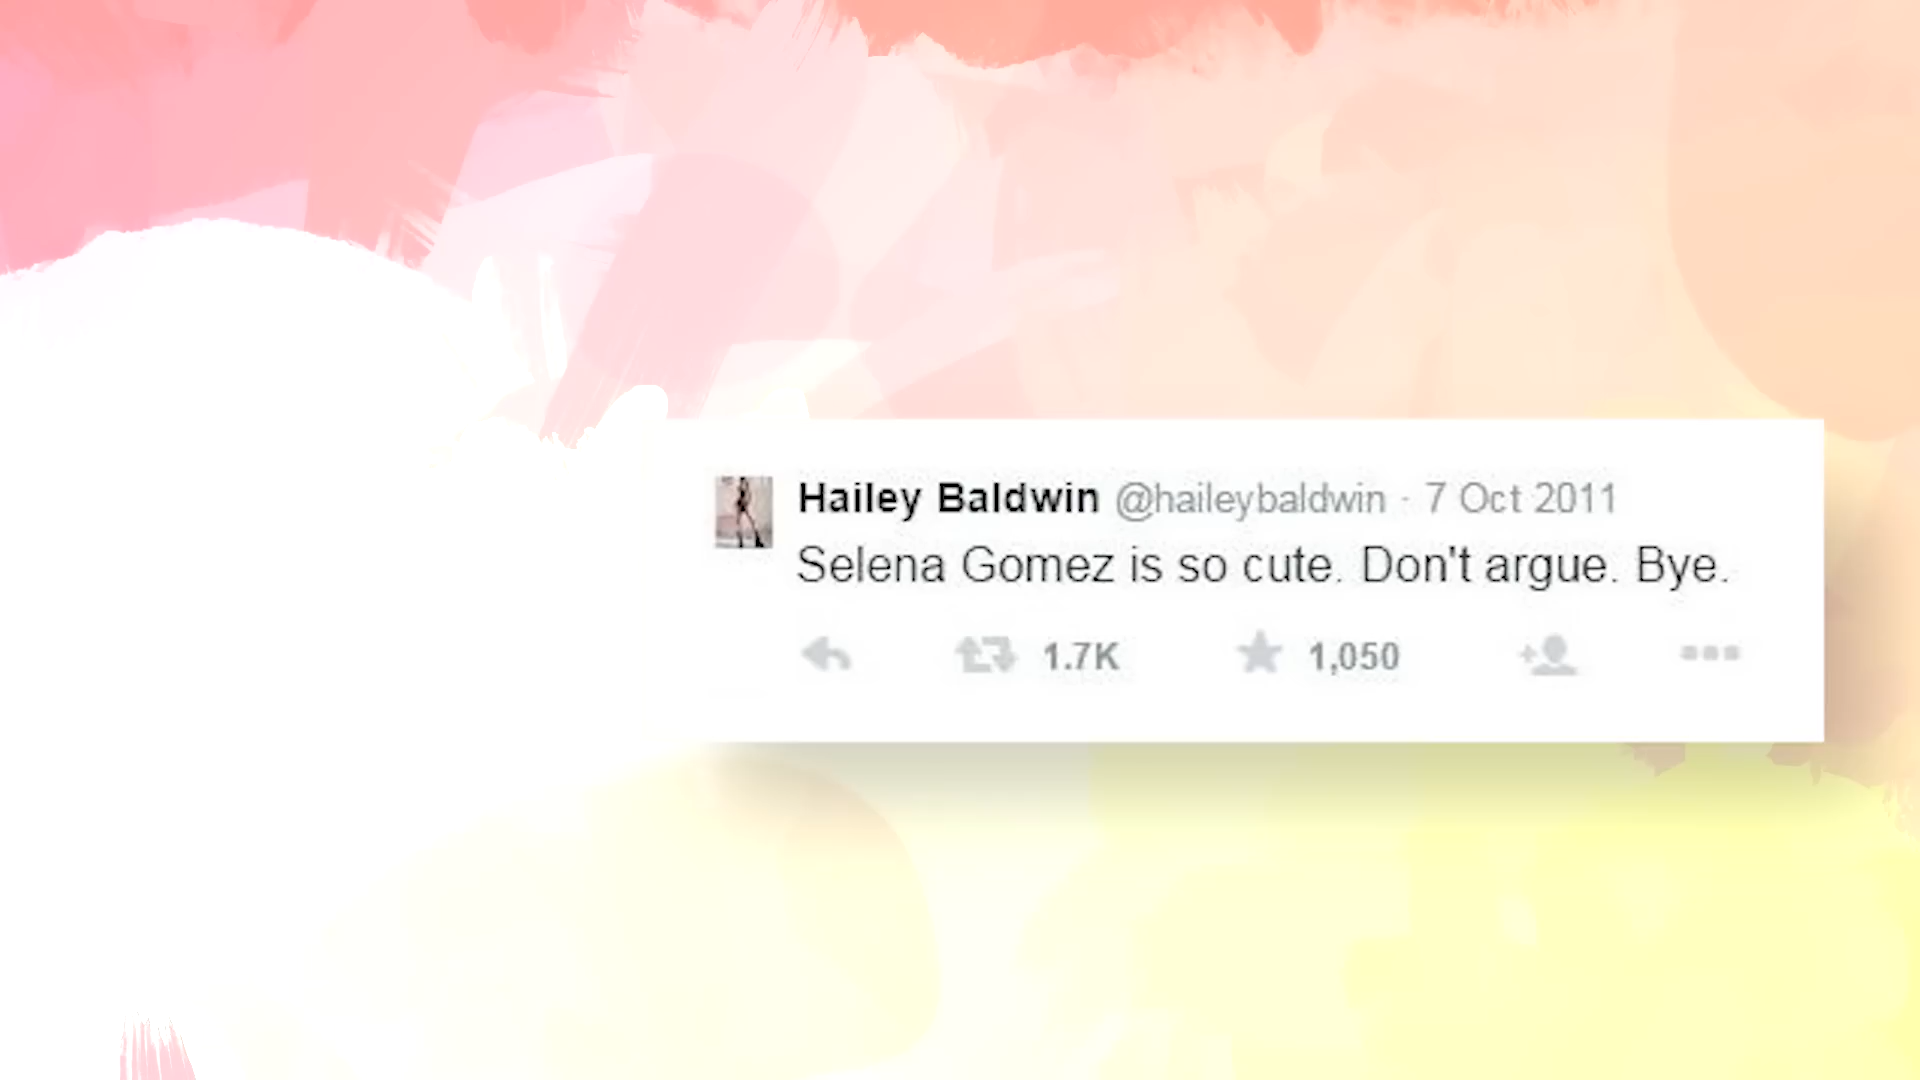 Hailey Baldwin @haileybaldwin · 7 Oct 2011
Selena Gomez is so cute. Don't argue. Bye.
1.7K 1,050